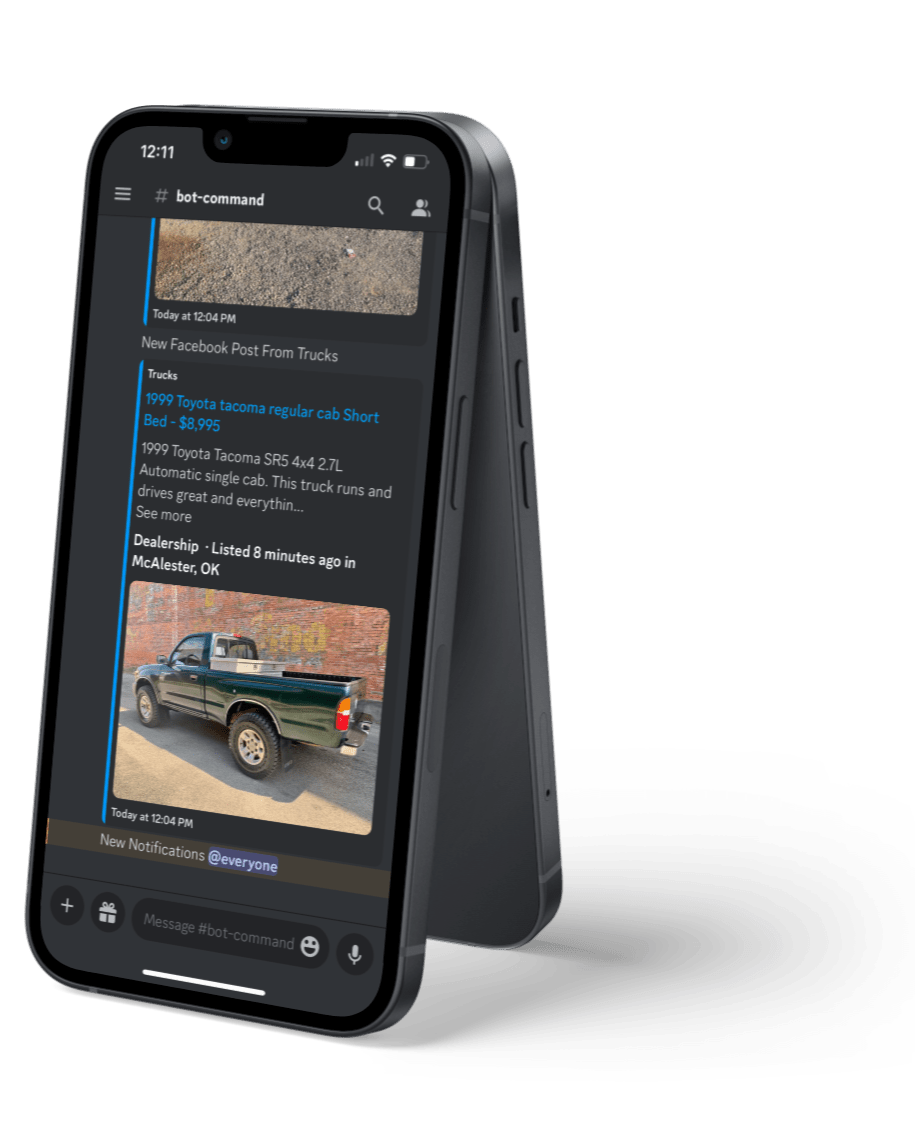 12:11
# bot-command
Today at 12:04 PM
New Facebook Post From Trucks
Trucks
1999 Toyota tacoma regular cab Short
Bed - $8,995
1999 Toyota Tacoma SR5 4x4 2.7L
Automatic single cab. This truck runs and
drives great and everythin...
See more
Dealership · Listed 8 minutes ago in
McAlester, OK
Today at 12:04 PM
New Notifications @everyone
Message #bot-command